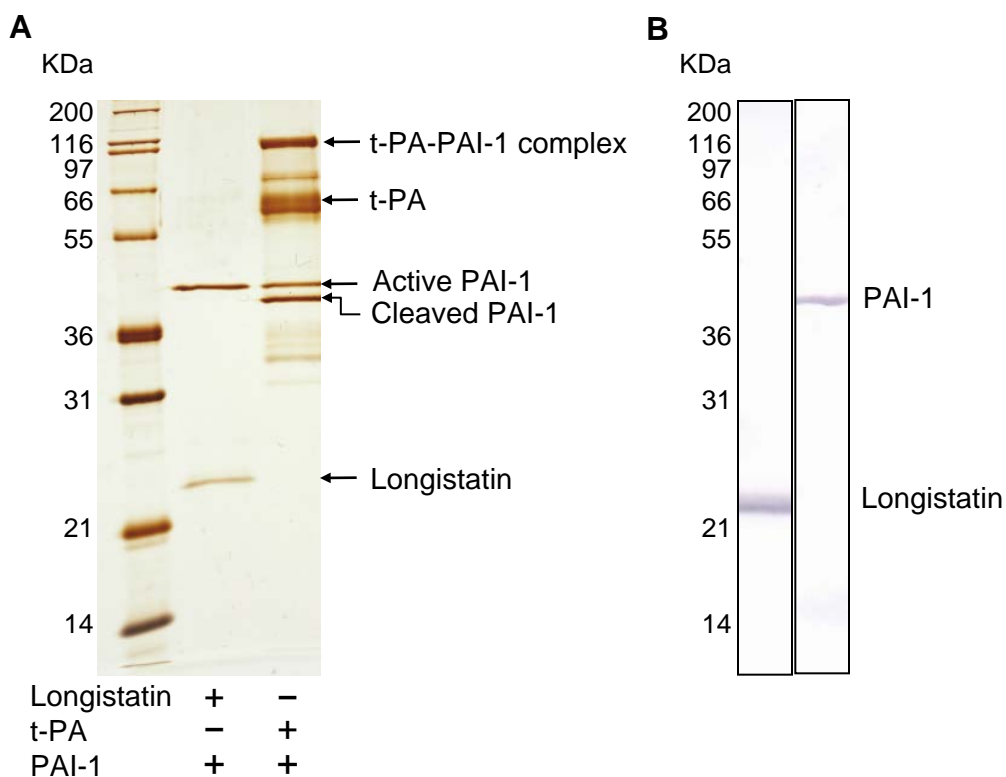 A
KDa
200
116
97
66
55
36
31
21
14
t-PA-PAI-1 complex
t-PA
Active PAI-1
Cleaved PAI-1
Longistatin
Longistatin + −
t-PA − +
PAI-1 + +
B
KDa
200
116
97
66
55
36
31
21
14
PAI-1
Longistatin